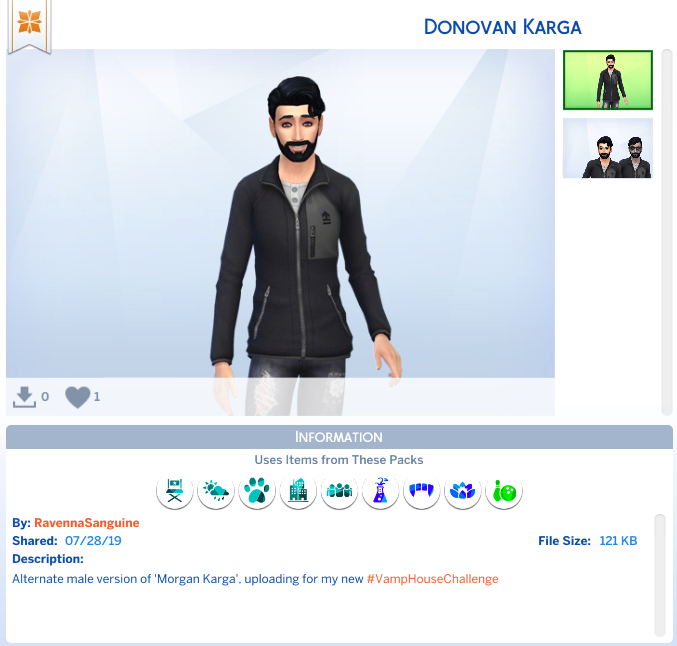 Donovan Karga
0
1
Information
Uses Items from These Packs
By: RavennaSanguine
Shared: 07/28/19
File Size: 121 KB
Description:
Alternate male version of 'Morgan Karga', uploading for my new #VampHouseChallenge